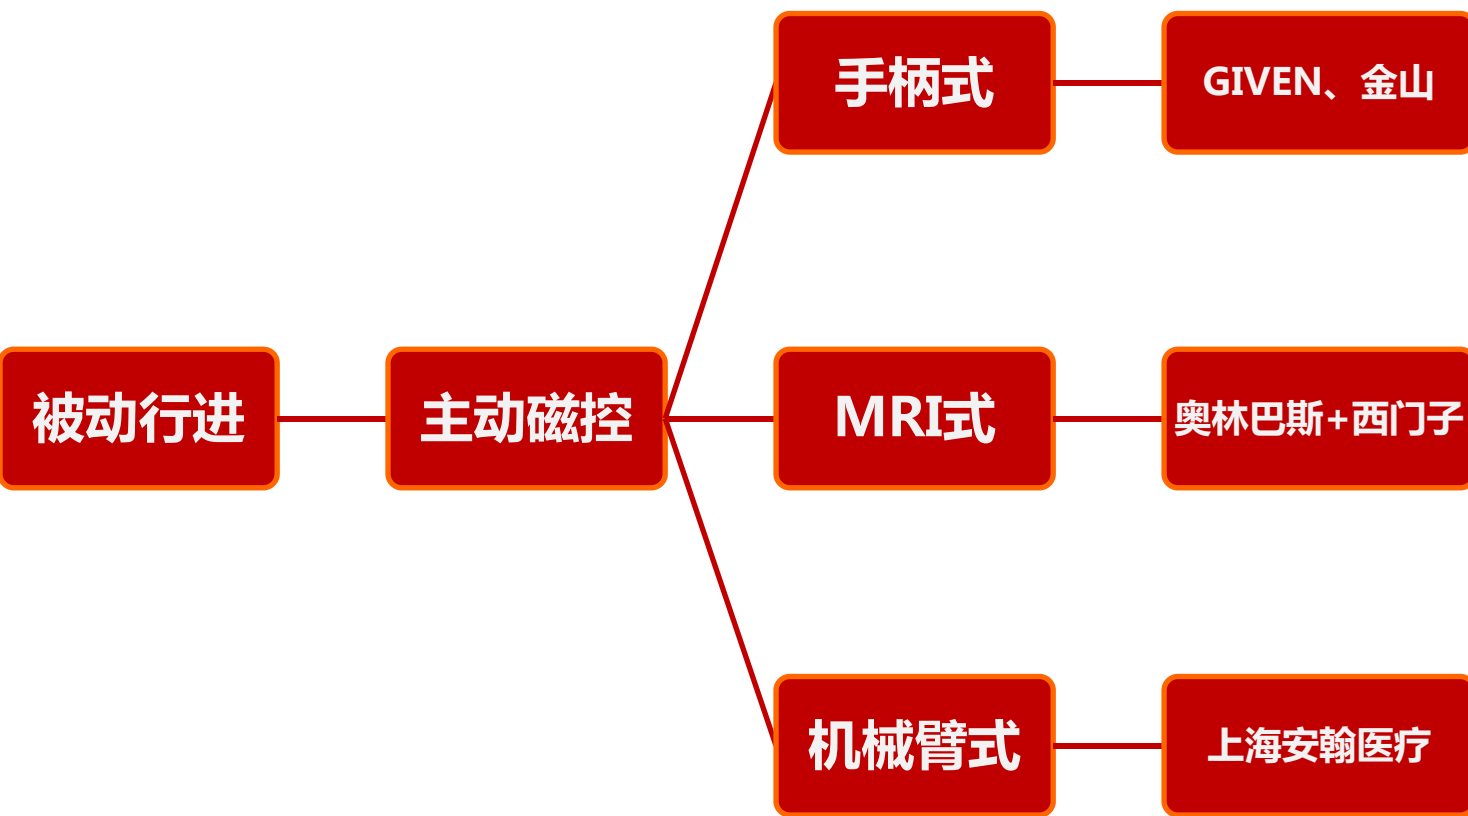 手柄式
GIVEN、金山
被动行进
主动磁控
MRI式
奥林巴斯+西门子
机械臂式
上海安翰医疗